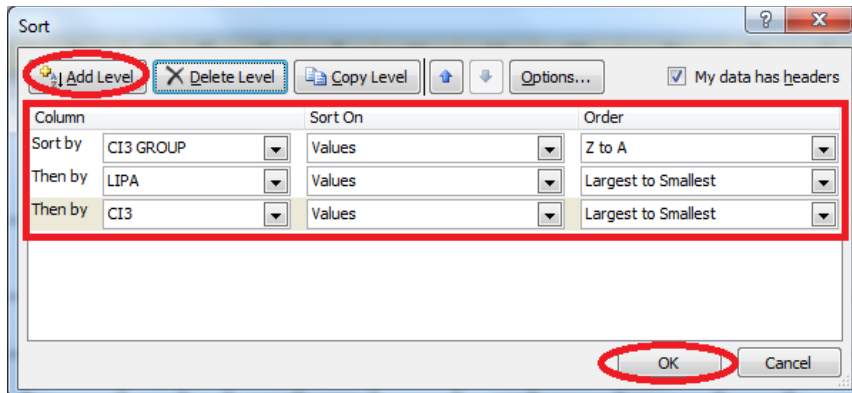 Sort
Add Level Delete Level Copy Level Options... My data has headers
Column Sort On Order
Sort by CI3 GROUP Values Z to A
Then by LIPA Values Largest to Smallest
Then by CI3 Values Largest to Smallest
OK Cancel